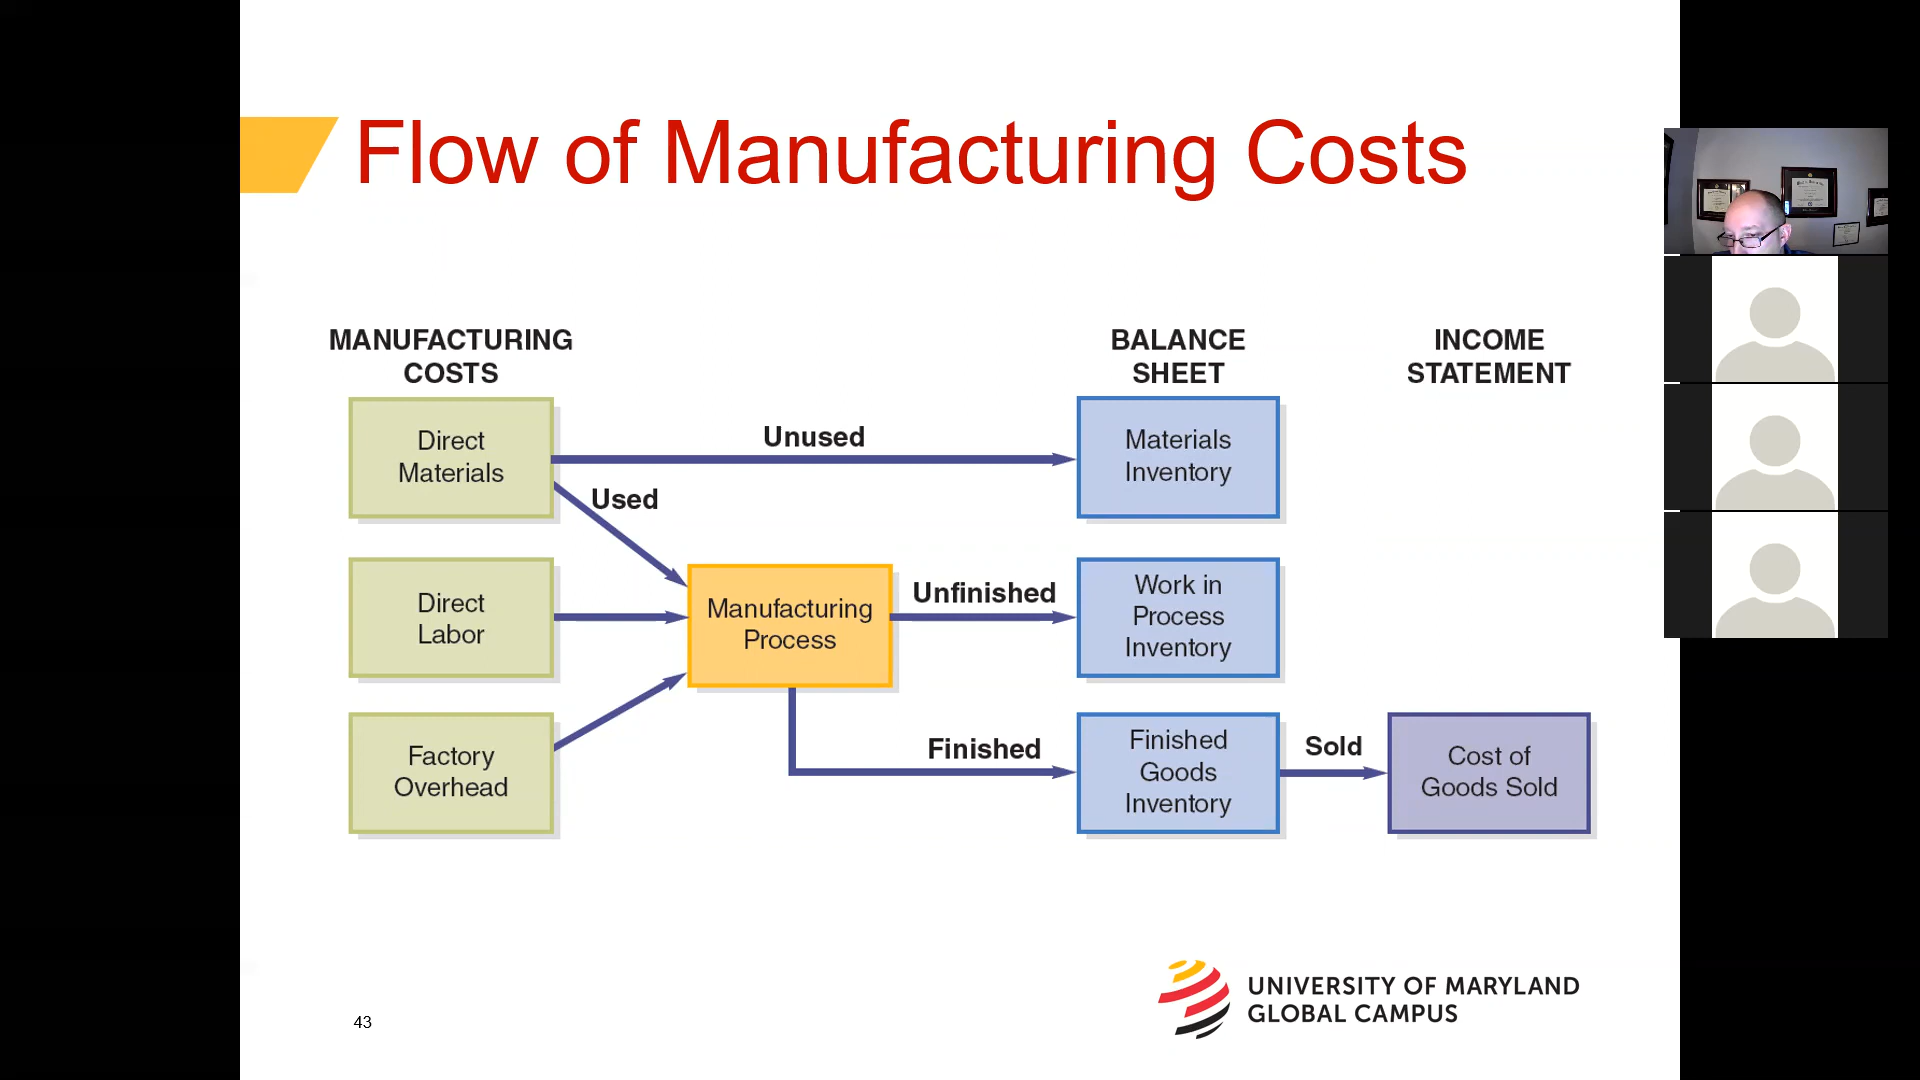 Flow of Manufacturing Costs
MANUFACTURING
COSTS
BALANCE
SHEET
INCOME
STATEMENT
Direct
Materials
Unused
Materials
Inventory
Used
Direct
Labor
Manufacturing
Process
Unfinished
Work in
Process
Inventory
Factory
Overhead
Finished
Finished
Goods
Inventory
Sold
Cost of
Goods Sold
43
UNIVERSITY OF MARYLAND
GLOBAL CAMPUS